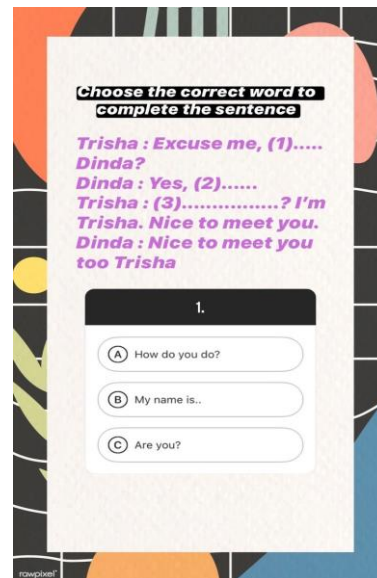 Choose the correct word to
complete the sentence
Trisha : Excuse me, (1).....
Dinda?
Dinda : Yes, (2)......
Trisha : (3)...............? I'm
Trisha. Nice to meet you.
Dinda : Nice to meet you
too Trisha
1.
A How do you do?
B My name is..
C Are you?
rawpixel